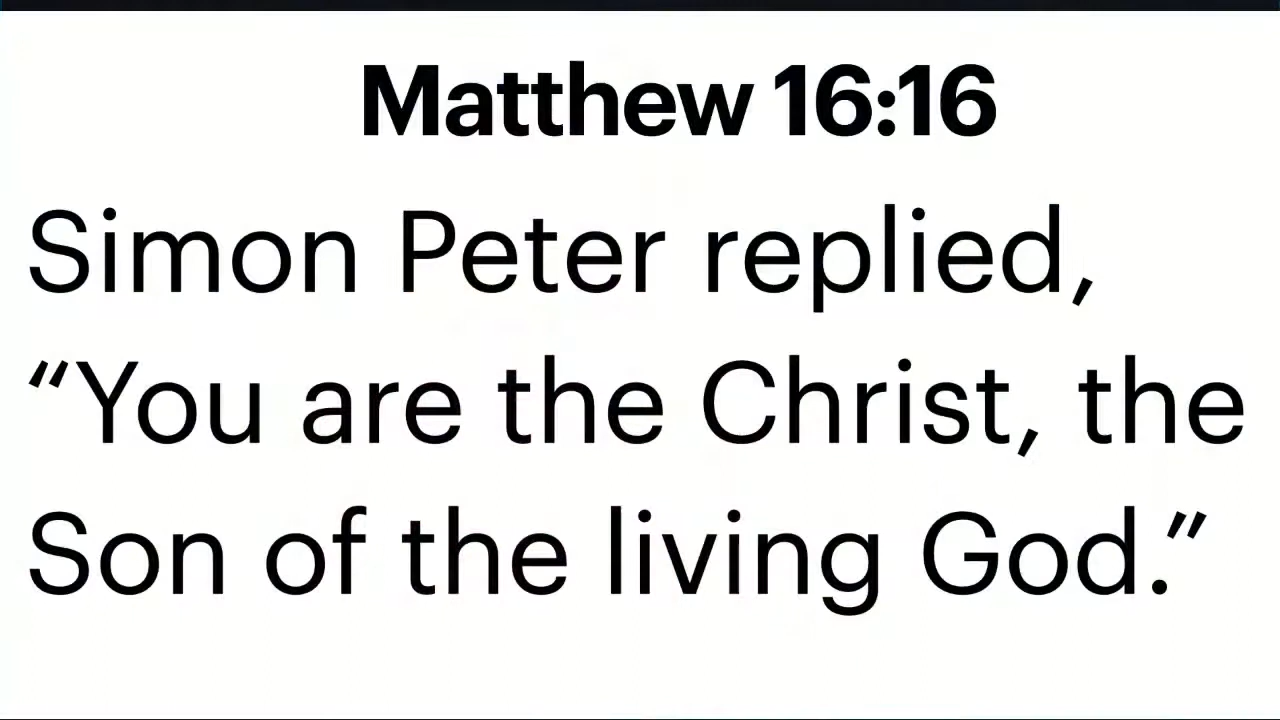 Matthew 16:16
Simon Peter replied,
“You are the Christ, the
Son of the living God.”